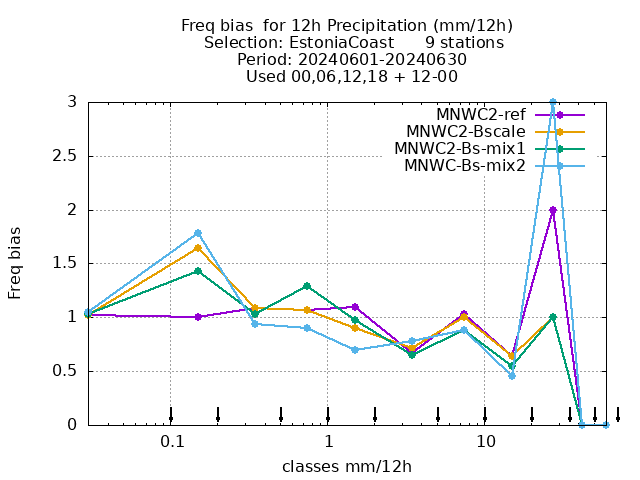 Freq bias  for 12h Precipitation (mm/12h)
Selection: EstoniaCoast      9 stations
Period: 20240601-20240630
Used 00,06,12,18 + 12-00
MNWC2-ref
MNWC2-Bscale
MNWC2-Bs-mix1
MNWC-Bs-mix2
3
2.5
2
1.5
1
0.5
0
Freq bias
0.1
1
10
classes mm/12h